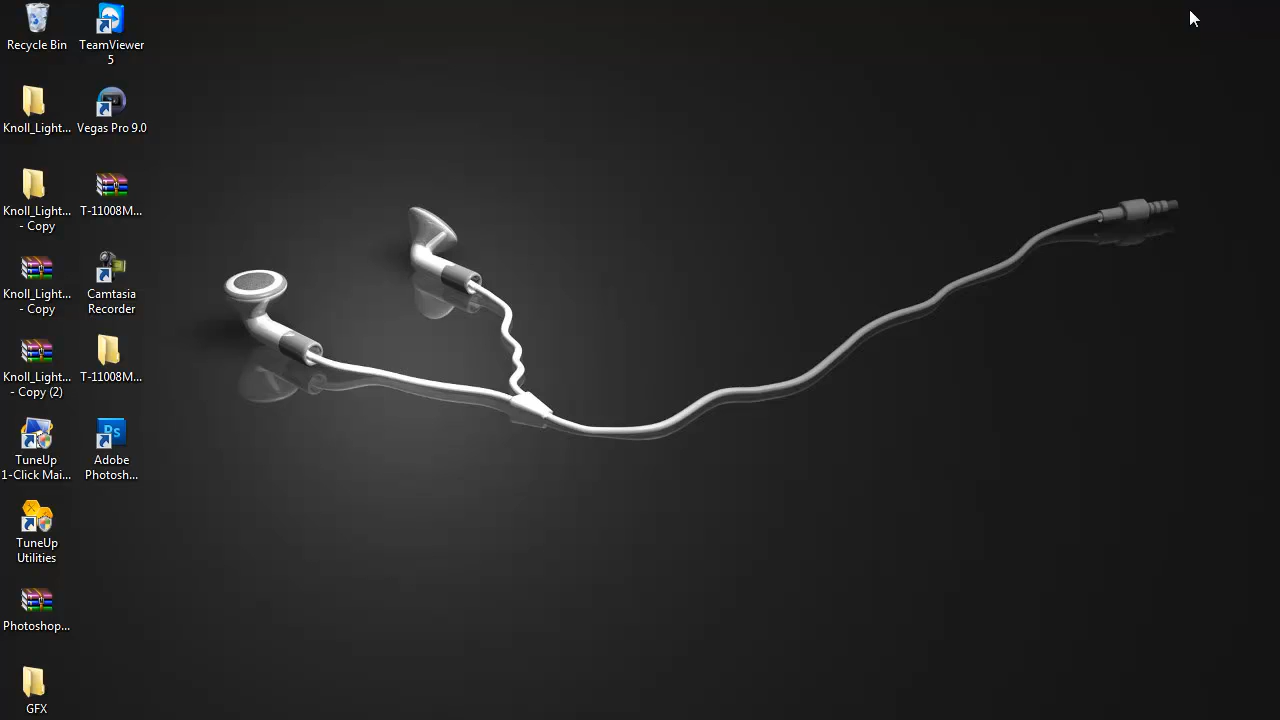 Recycle Bin
TeamViewer
5
Knoll_Light...
Vegas Pro 9.0
Knoll_Light...
- Copy
T-11008M...
Knoll_Light...
- Copy
Camtasia
Recorder
Knoll_Light...
- Copy (2)
T-11008M...
TuneUp
1-Click Mai...
Adobe
Photosh...
Ps
TuneUp
Utilities
Photoshop...
GFX